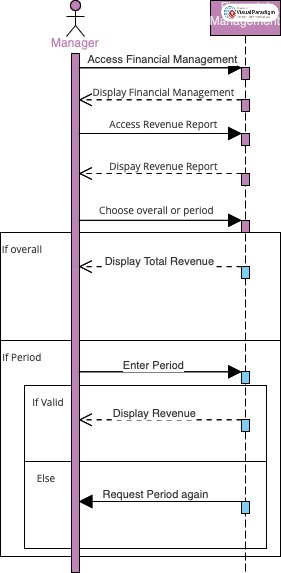 Visual Paradigm
Management
Manager
Access Financial Management
Display Financial Management
Access Revenue Report
Dispay Revenue Report
Choose overall or period
If overall
Display Total Revenue
If Period
Enter Period
If Valid
Display Revenue
Else
Request Period again